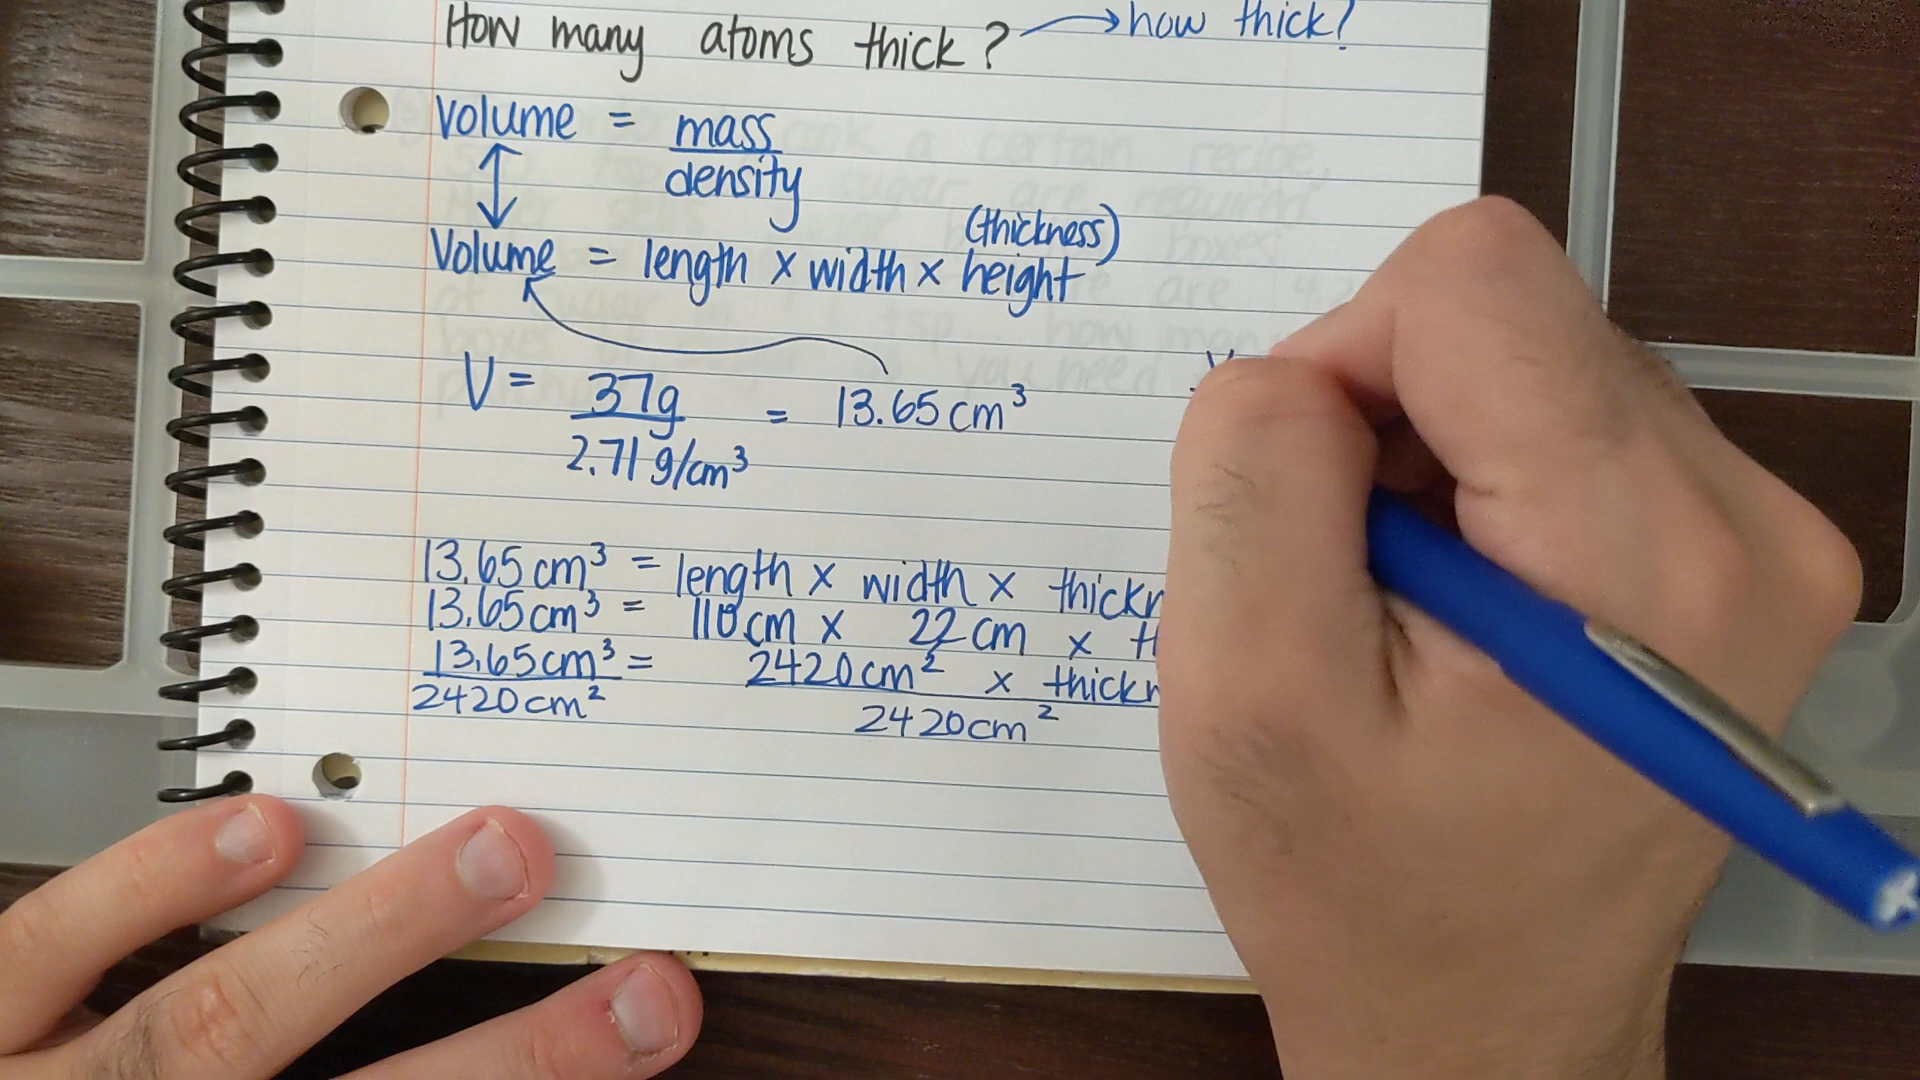 How many atoms thick? → how thick?
volume = mass
density
(thickness)
Volume = length x width x height
V = 37g = 13.65 cm³
2.71 g/cm³
13.65 cm³ = length x width x thickn
13.65 cm³ = 110 cm x 22 cm x t
13.65 cm³ = 2420 cm² x thickn
2420 cm² 2420 cm²